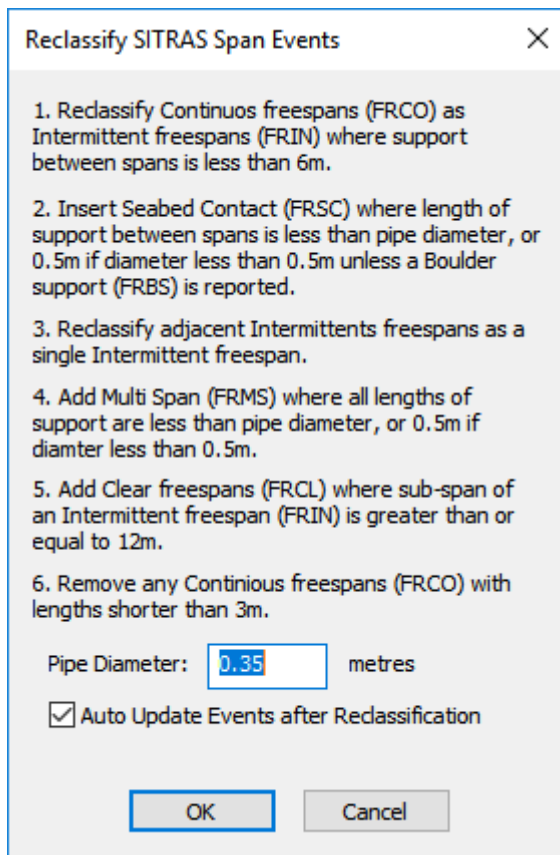 Reclassify SITRAS Span Events
1. Reclassify Continuos freespans (FRCO) as
Intermittent freespans (FRIN) where support
between spans is less than 6m.
2. Insert Seabed Contact (FRSC) where length of
support between spans is less than pipe diameter, or
0.5m if diameter less than 0.5m unless a Boulder
support (FRBS) is reported.
3. Reclassify adjacent Intermittents freespans as a
single Intermittent freespan.
4. Add Multi Span (FRMS) where all lengths of
support are less than pipe diameter, or 0.5m if
diamter less than 0.5m.
5. Add Clear freespans (FRCL) where sub-span of
an Intermittent freespan (FRIN) is greater than or
equal to 12m.
6. Remove any Continious freespans (FRCO) with
lengths shorter than 3m.
Pipe Diameter: 0.35 metres
Auto Update Events after Reclassification
OK Cancel